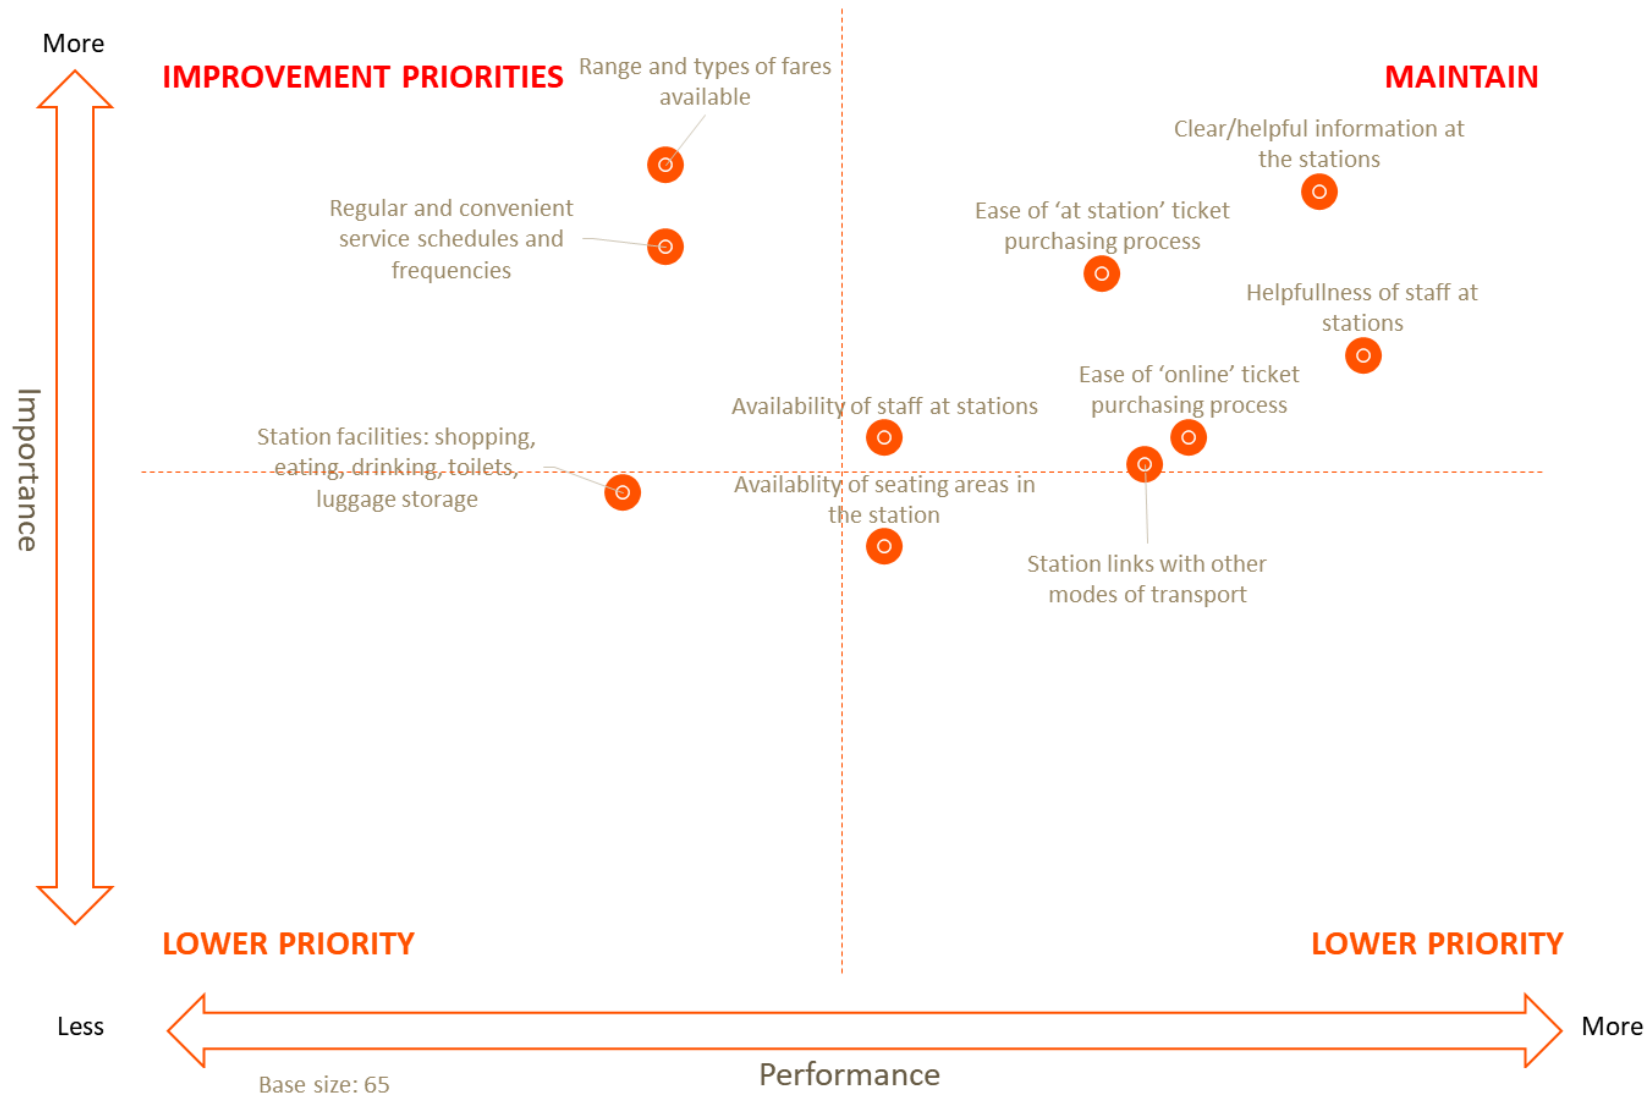 More
IMPROVEMENT PRIORITIES
Range and types of fares
available
MAINTAIN
Clear/helpful information at
the stations
Regular and convenient
service schedules and
frequencies
Ease of ‘at station’ ticket
purchasing process
Helpfullness of staff at
stations
Ease of ‘online’ ticket
purchasing process
Availability of staff at stations
Station facilities: shopping,
eating, drinking, toilets,
luggage storage
Availablity of seating areas in
the station
Station links with other
modes of transport
Importance
LOWER PRIORITY
LOWER PRIORITY
Less
More
Performance
Base size: 65